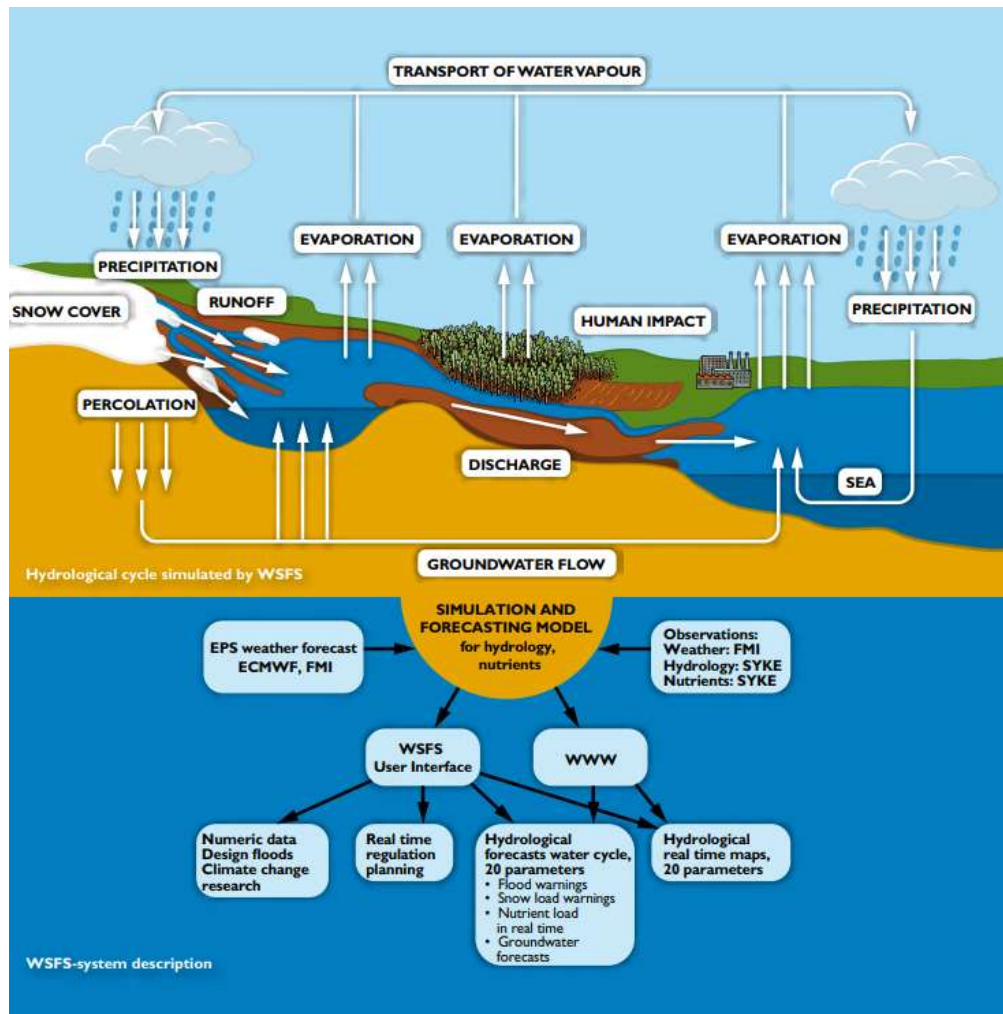 TRANSPORT OF WATER VAPOUR
EVAPORATION
EVAPORATION
EVAPORATION
PRECIPITATION
RUNOFF
SNOW COVER
HUMAN IMPACT
PRECIPITATION
PERCOLATION
DISCHARGE
SEA
GROUNDWATER FLOW
Hydrological cycle simulated by WSFS
SIMULATION AND
FORECASTING MODEL
for hydrology,
nutrients
EPS weather forecast
ECMWF, FMI
Observations:
Weather: FMI
Hydrology: SYKE
Nutrients: SYKE
WSFS
User Interface
WWW
Numeric data
Design floods
Climate change
research
Real time
regulation
planning
Hydrological
forecasts water cycle,
20 parameters
• Flood warnings
• Snow load warnings
• Nutrient load
in real time
• Groundwater
forecasts
Hydrological
real time maps,
20 parameters
WSFS-system description